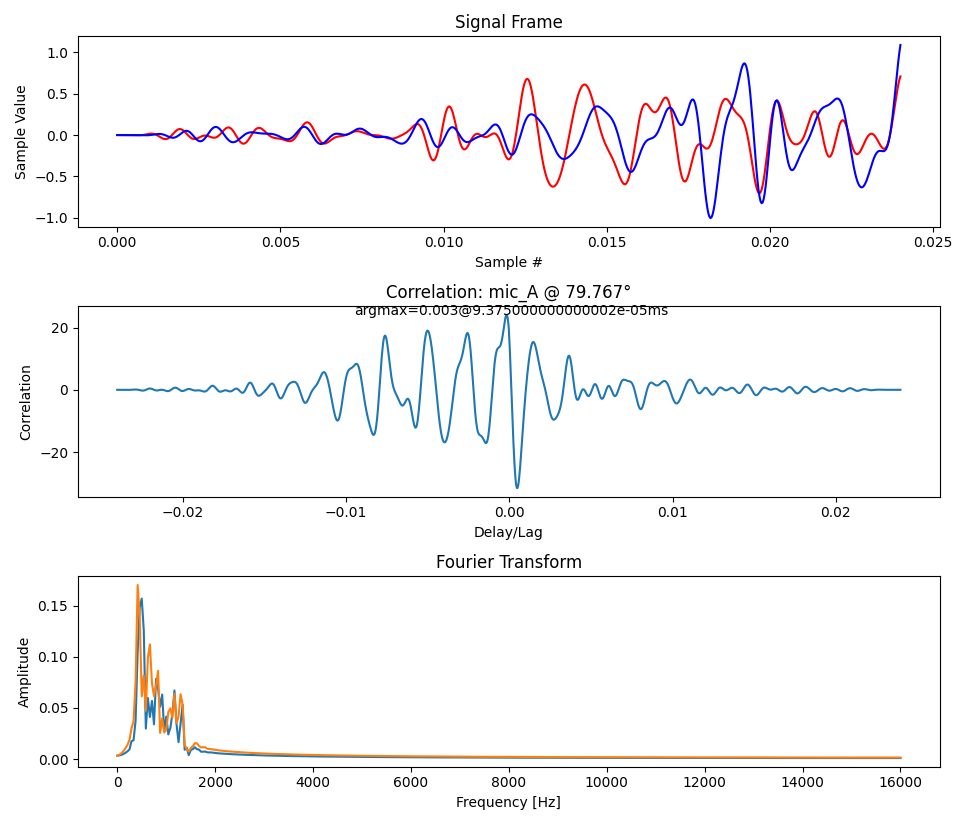 Signal Frame
1.0
0.5
0.0
−0.5
−1.0
Sample Value
0.000 0.005 0.010 0.015 0.020 0.025
Sample #
Correlation: mic_A @ 79.767°
argmax=0.003@9.375000000000002e-05ms
20
0
−20
Correlation
−0.02 −0.01 0.00 0.01 0.02
Delay/Lag
Fourier Transform
0.15
0.10
0.05
0.00
Amplitude
0 2000 4000 6000 8000 10000 12000 14000 16000
Frequency [Hz]